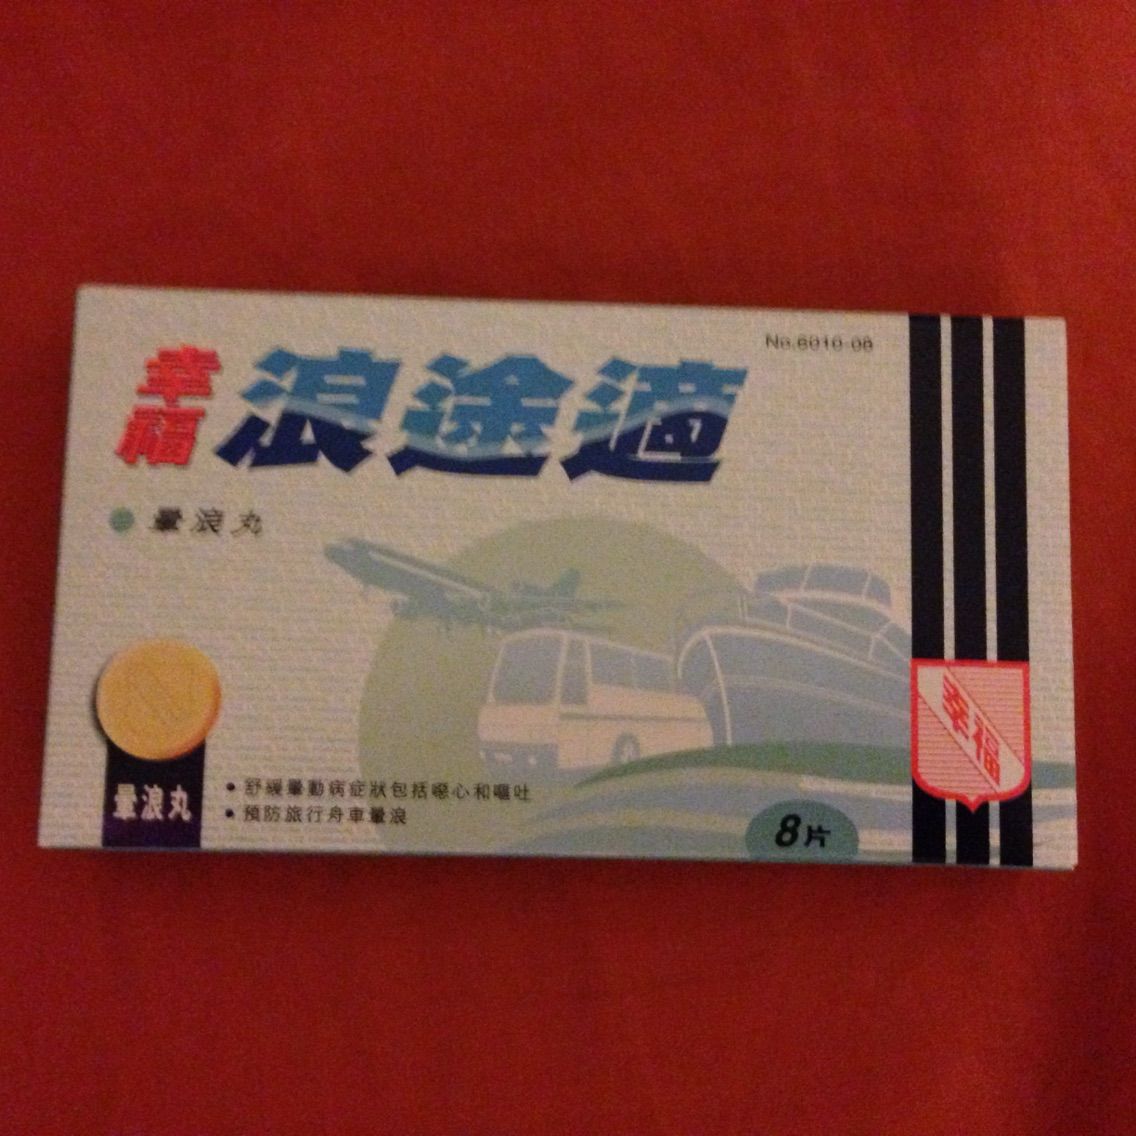 No.6010-08
幸福
浪途適
暈浪丸
暈浪丸
• 舒緩暈動病症狀包括噁心和嘔吐
• 預防旅行舟車暈浪
8片
幸福